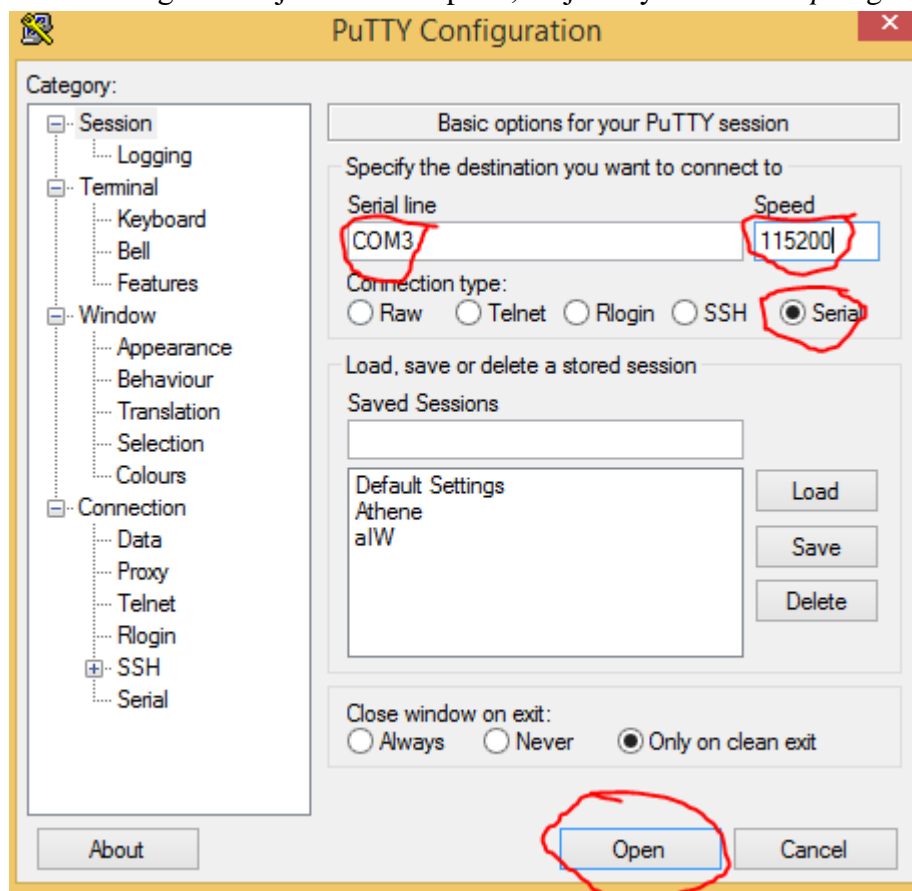 PuTTY Configuration
Category:
Session
Logging
Terminal
Keyboard
Bell
Features
Window
Appearance
Behaviour
Translation
Selection
Colours
Connection
Data
Proxy
Telnet
Rlogin
SSH
Serial
Basic options for your PuTTY session
Specify the destination you want to connect to
Serial line Speed
COM3 115200
Connection type:
Raw Telnet Rlogin SSH Serial
Load, save or delete a stored session
Saved Sessions
Default Settings
Athene
aIW
Load
Save
Delete
Close window on exit:
Always Never Only on clean exit
About Open Cancel